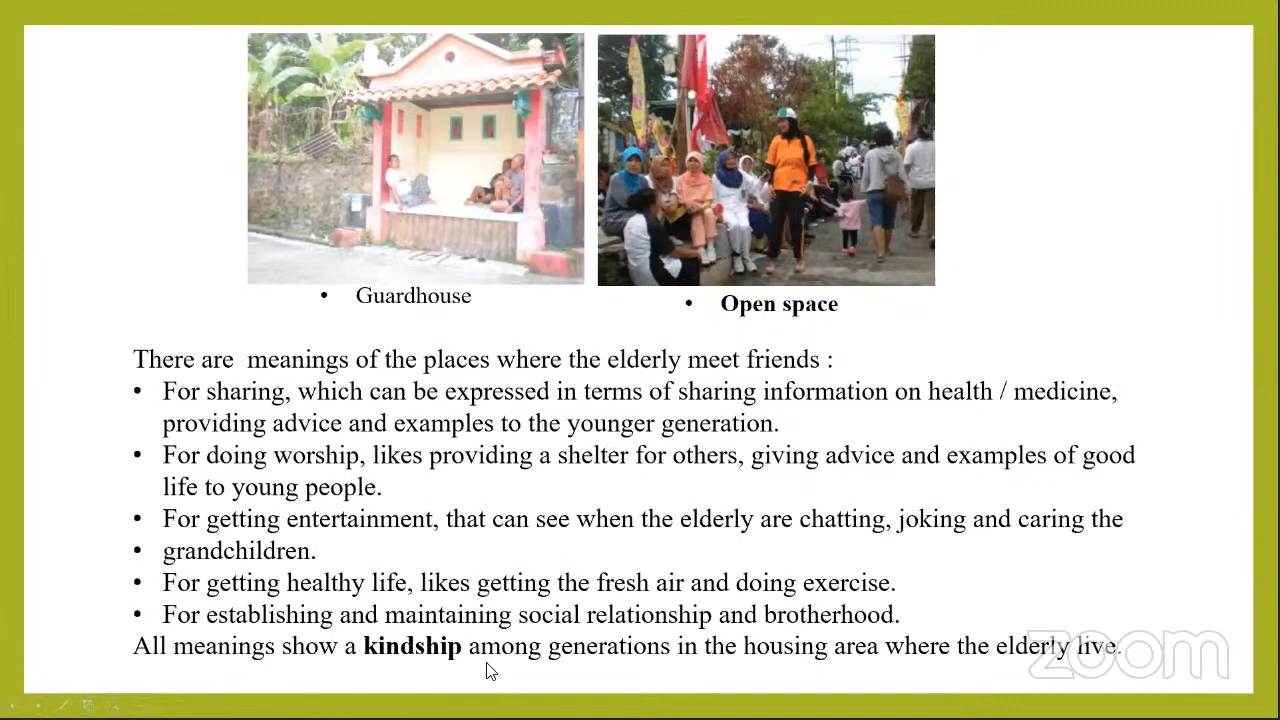 • Guardhouse
• Open space
There are  meanings of the places where the elderly meet friends :
• For sharing, which can be expressed in terms of sharing information on health / medicine,
providing advice and examples to the younger generation.
• For doing worship, likes providing a shelter for others, giving advice and examples of good
life to young people.
• For getting entertainment, that can see when the elderly are chatting, joking and caring the
• grandchildren.
• For getting healthy life, likes getting the fresh air and doing exercise.
• For establishing and maintaining social relationship and brotherhood.
All meanings show a kindship among generations in the housing area where the elderly live.
zoom